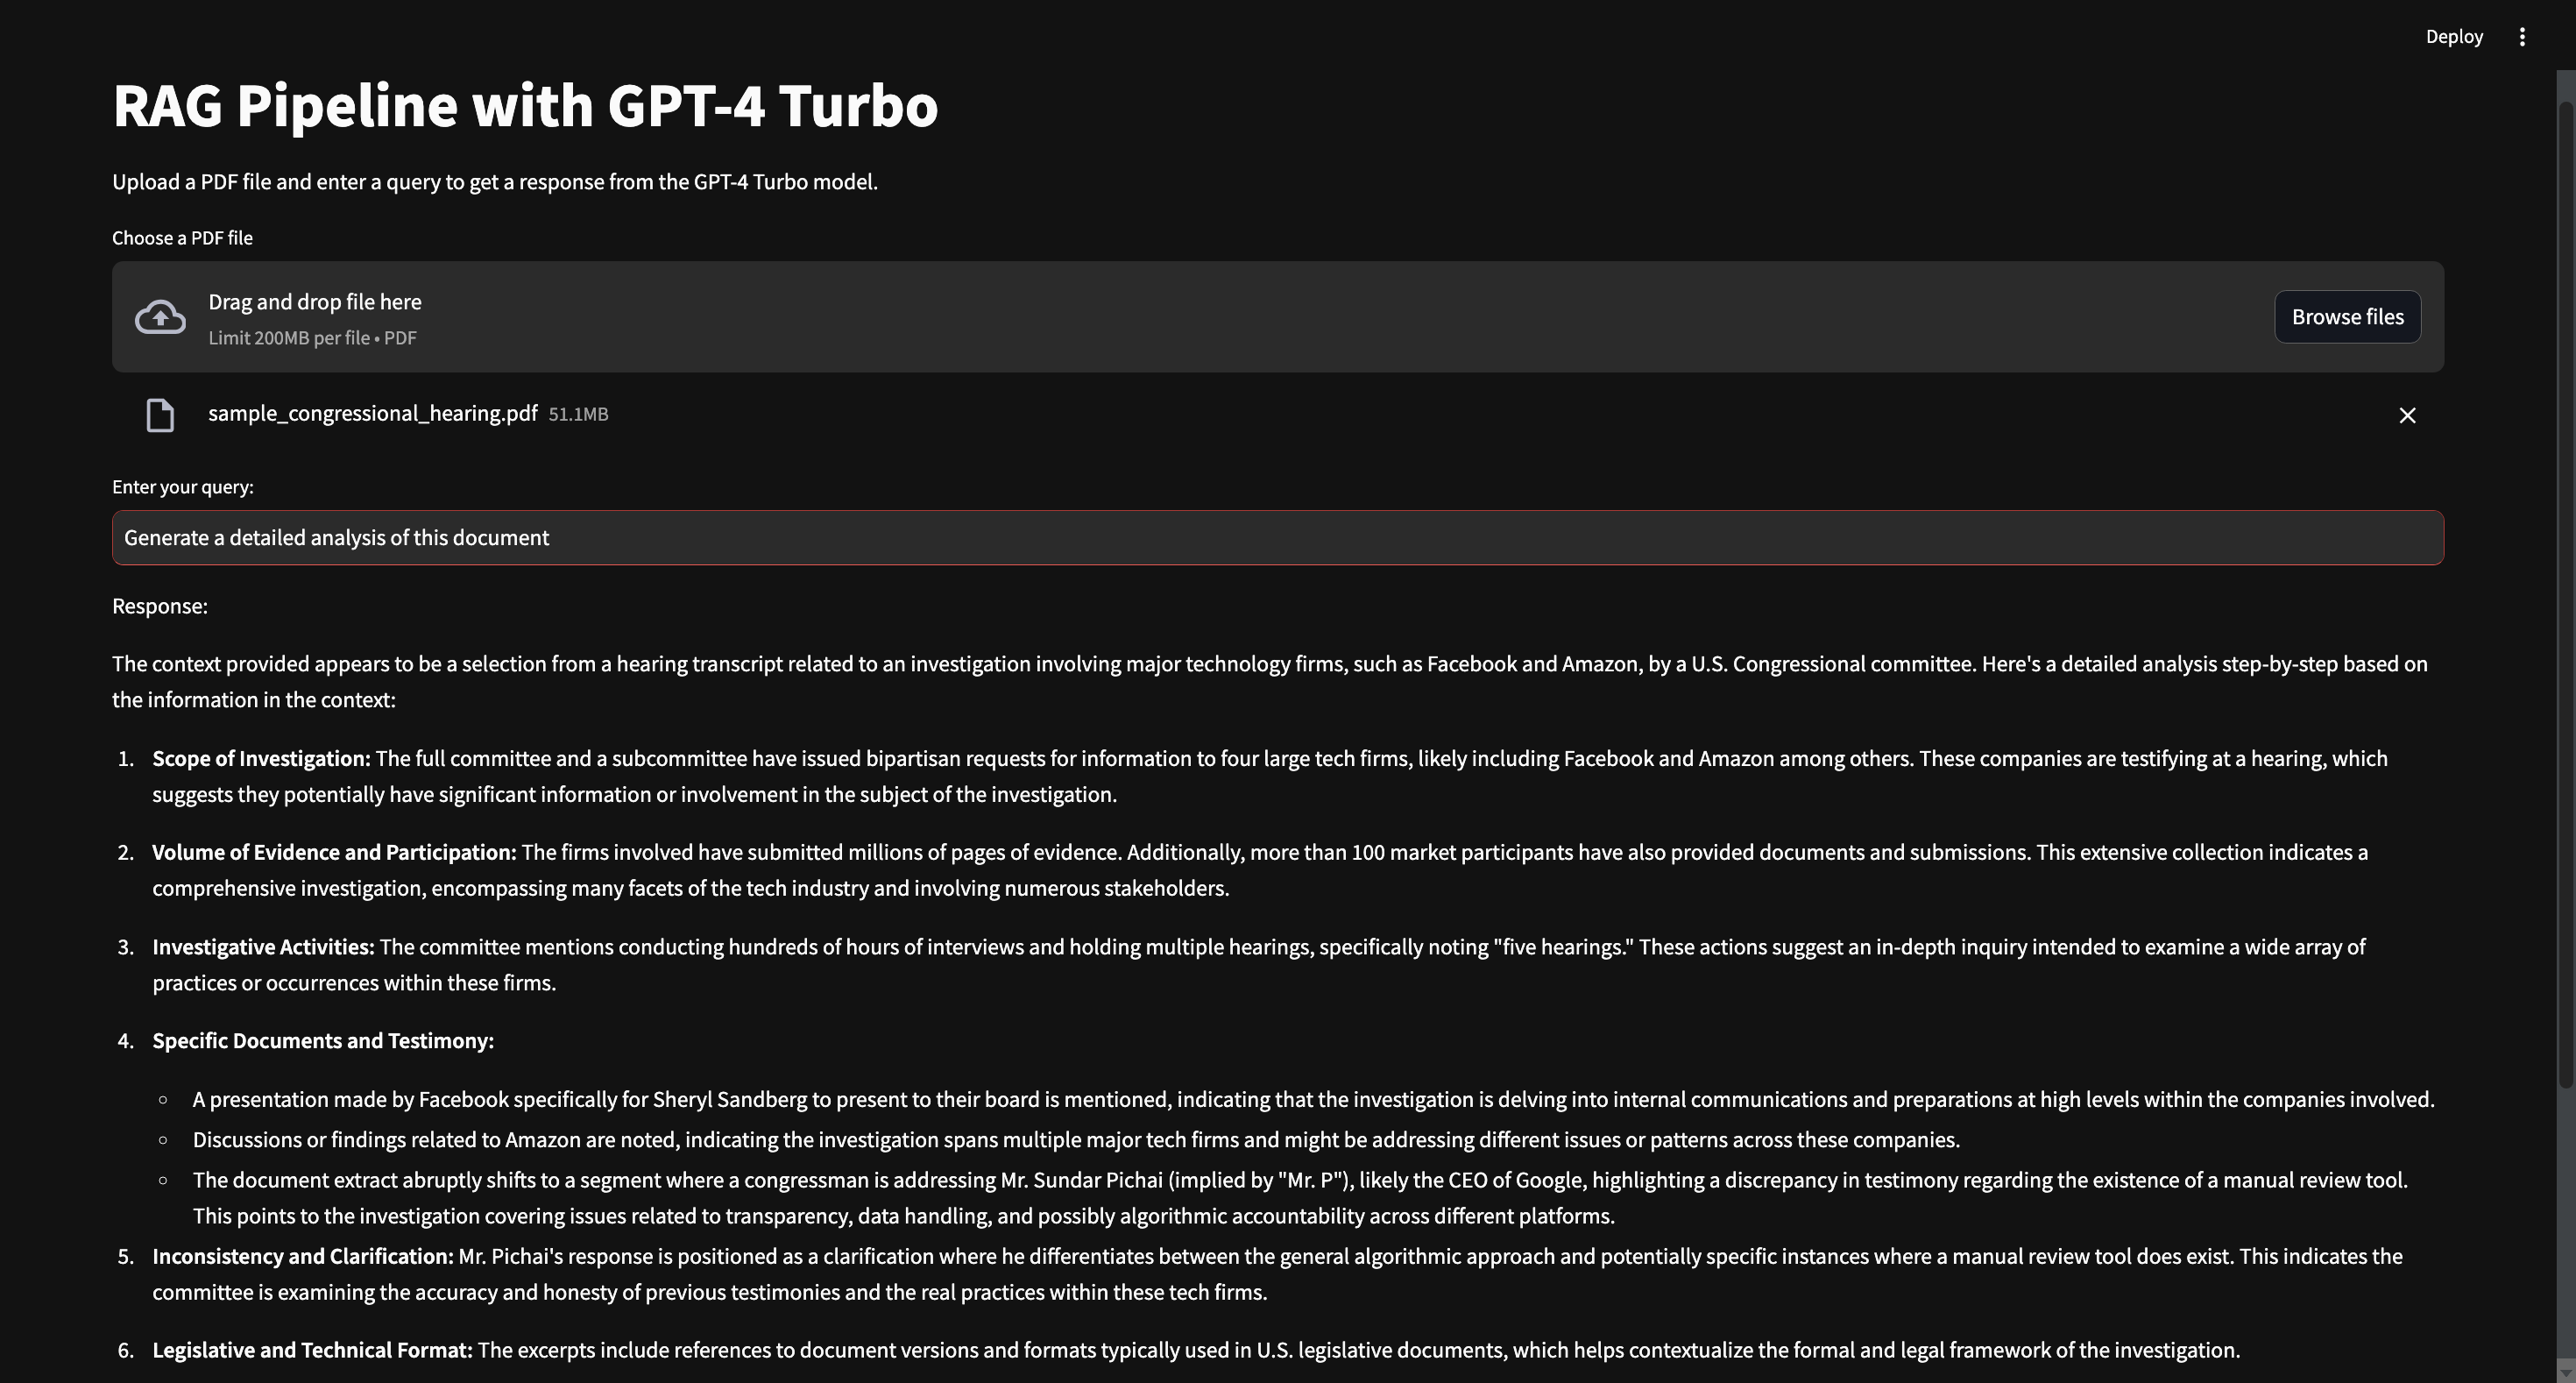 Deploy
RAG Pipeline with GPT-4 Turbo
Upload a PDF file and enter a query to get a response from the GPT-4 Turbo model.
Choose a PDF file
Drag and drop file here
Limit 200MB per file • PDF
Browse files
sample_congressional_hearing.pdf 51.1MB
Enter your query:
Generate a detailed analysis of this document
Response:
The context provided appears to be a selection from a hearing transcript related to an investigation involving major technology firms, such as Facebook and Amazon, by a U.S. Congressional committee. Here's a detailed analysis step-by-step based on
the information in the context:
1. Scope of Investigation: The full committee and a subcommittee have issued bipartisan requests for information to four large tech firms, likely including Facebook and Amazon among others. These companies are testifying at a hearing, which
suggests they potentially have significant information or involvement in the subject of the investigation.
2. Volume of Evidence and Participation: The firms involved have submitted millions of pages of evidence. Additionally, more than 100 market participants have also provided documents and submissions. This extensive collection indicates a
comprehensive investigation, encompassing many facets of the tech industry and involving numerous stakeholders.
3. Investigative Activities: The committee mentions conducting hundreds of hours of interviews and holding multiple hearings, specifically noting "five hearings." These actions suggest an in-depth inquiry intended to examine a wide array of
practices or occurrences within these firms.
4. Specific Documents and Testimony:
◦ A presentation made by Facebook specifically for Sheryl Sandberg to present to their board is mentioned, indicating that the investigation is delving into internal communications and preparations at high levels within the companies involved.
◦ Discussions or findings related to Amazon are noted, indicating the investigation spans multiple major tech firms and might be addressing different issues or patterns across these companies.
◦ The document extract abruptly shifts to a segment where a congressman is addressing Mr. Sundar Pichai (implied by "Mr. P"), likely the CEO of Google, highlighting a discrepancy in testimony regarding the existence of a manual review tool.
This points to the investigation covering issues related to transparency, data handling, and possibly algorithmic accountability across different platforms.
5. Inconsistency and Clarification: Mr. Pichai's response is positioned as a clarification where he differentiates between the general algorithmic approach and potentially specific instances where a manual review tool does exist. This indicates the
committee is examining the accuracy and honesty of previous testimonies and the real practices within these tech firms.
6. Legislative and Technical Format: The excerpts include references to document versions and formats typically used in U.S. legislative documents, which helps contextualize the formal and legal framework of the investigation.